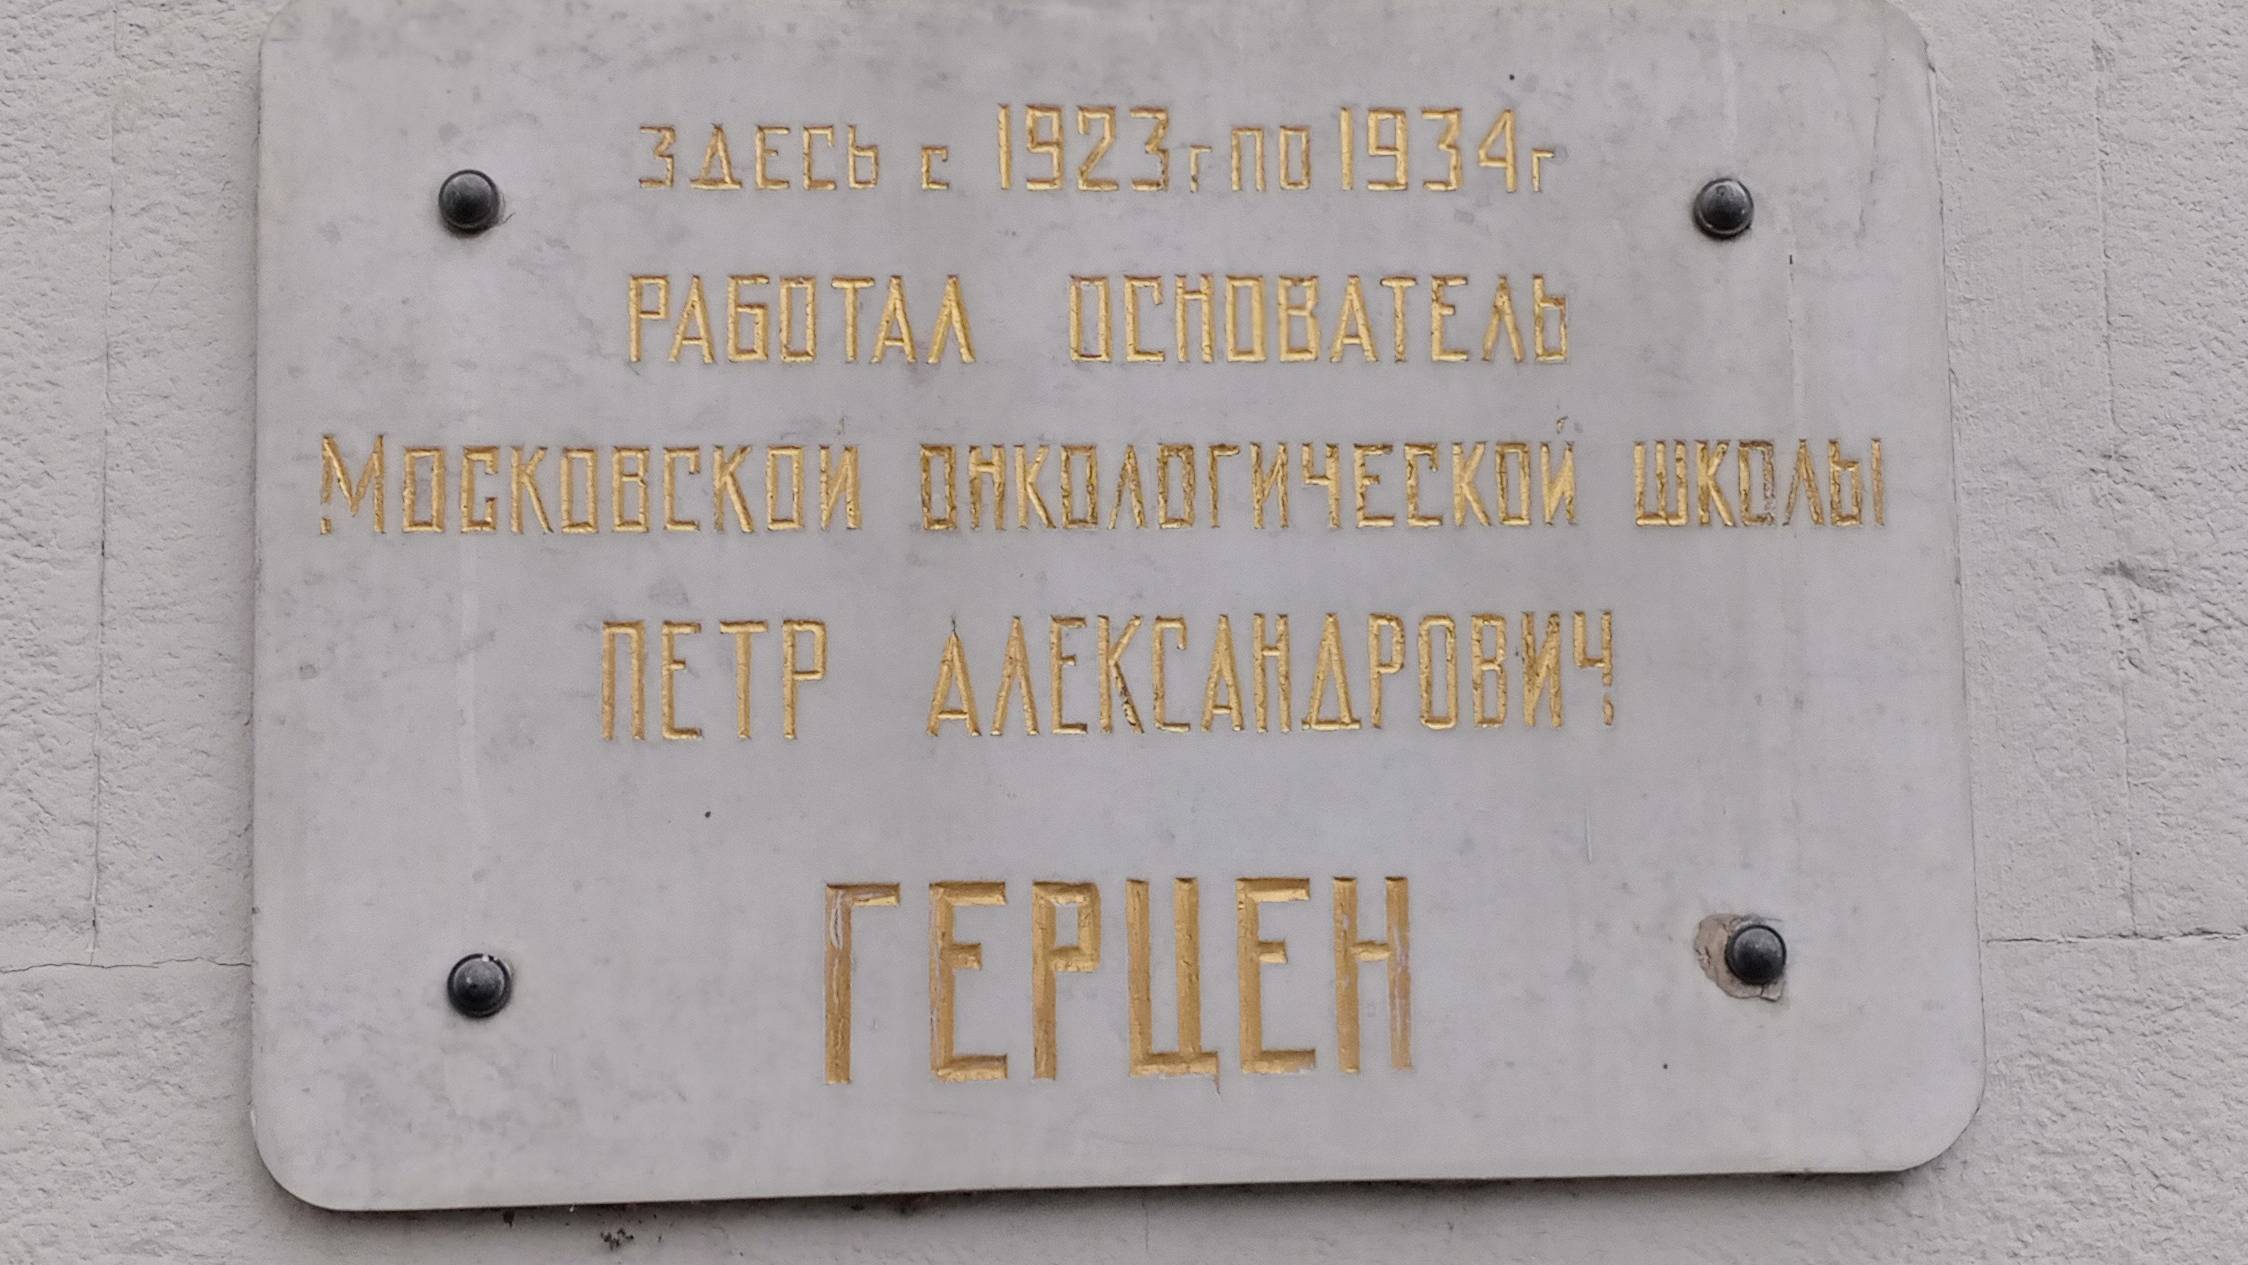 ЗДЕСЬ с 1923г ПО 1934г
РАБОТАЛ ОСНОВАТЕЛЬ
МОСКОВСКОЙ ОНКОЛОГИЧЕСКОЙ ШКОЛЫ
ПЕТР АЛЕКСАНДРОВИЧ
ГЕРЦЕН